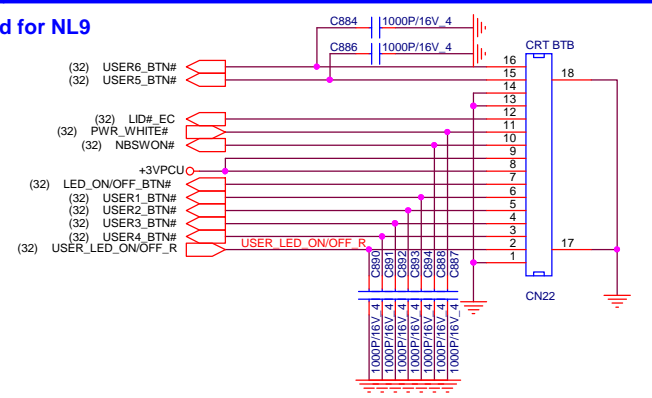 d for NL9
C884 1000P/16V_4
C886 1000P/16V_4
CRT BTB
(32) USER6_BTN# 16
(32) USER5_BTN# 15 18
14
13
(32) LID#_EC 12
(32) PWR_WHITE# 11
(32) NBSWON# 10
9
+3VPCU 8
(32) LED_ON/OFF_BTN# 7
(32) USER1_BTN# 6
(32) USER2_BTN# 5
(32) USER3_BTN# 4
(32) USER4_BTN# 3
(32) USER_LED_ON/OFF_R USER_LED_ON/OFF_R 2 17
1
C890 C891 C892 C893 C894 C888 C887
CN22
1000P/16V_4 1000P/16V_4 1000P/16V_4 1000P/16V_4 1000P/16V_4 1000P/16V_4 1000P/16V_4